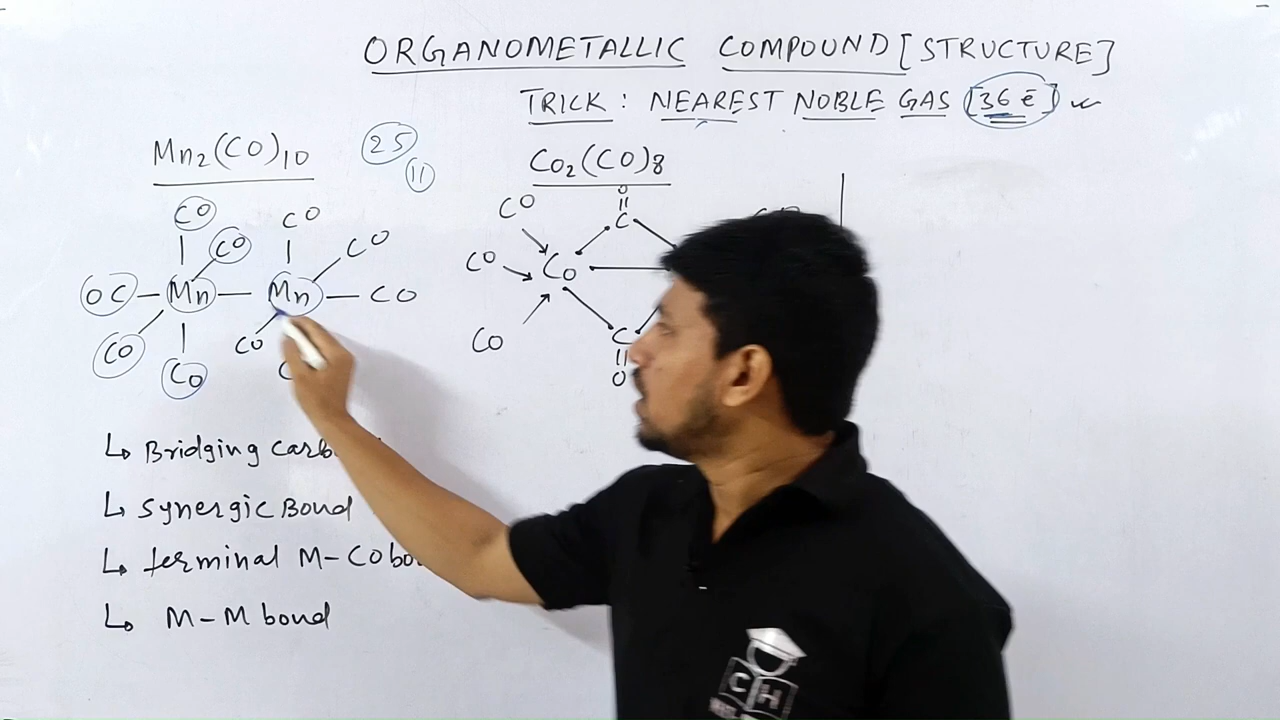 ORGANOMETALLIC COMPOUND [STRUCTURE]
TRICK : NEAREST NOBLE GAS [36 ē]
Mn2(CO)10
25
11
CO CO
CO CO
OC – Mn – Mn – CO
CO CO
CO
Co2(CO)8
O
CO C
CO Co
CO C
O
↳ Bridging
↳ Synergic Bond
↳ terminal M-CO
↳ M-M bond
C H